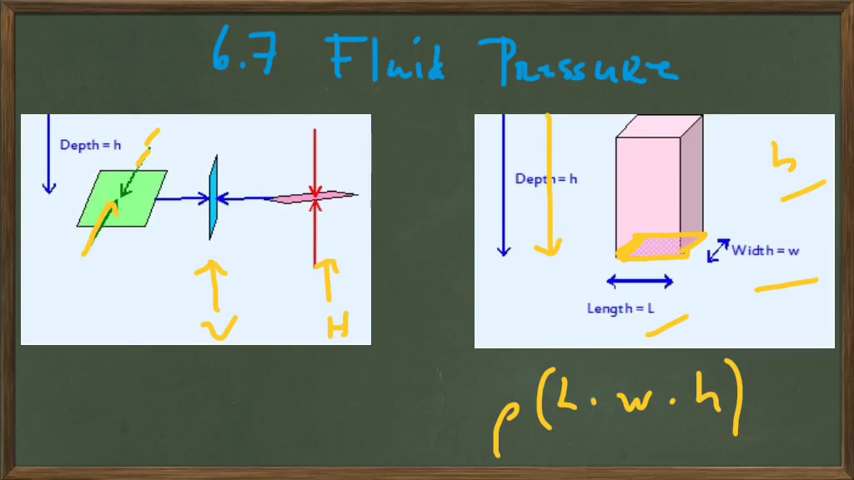 6.7 Fluid Pressure
Depth = h
V
H
Depth = h
h
Width = w
Length = L
ρ(L · w · h)